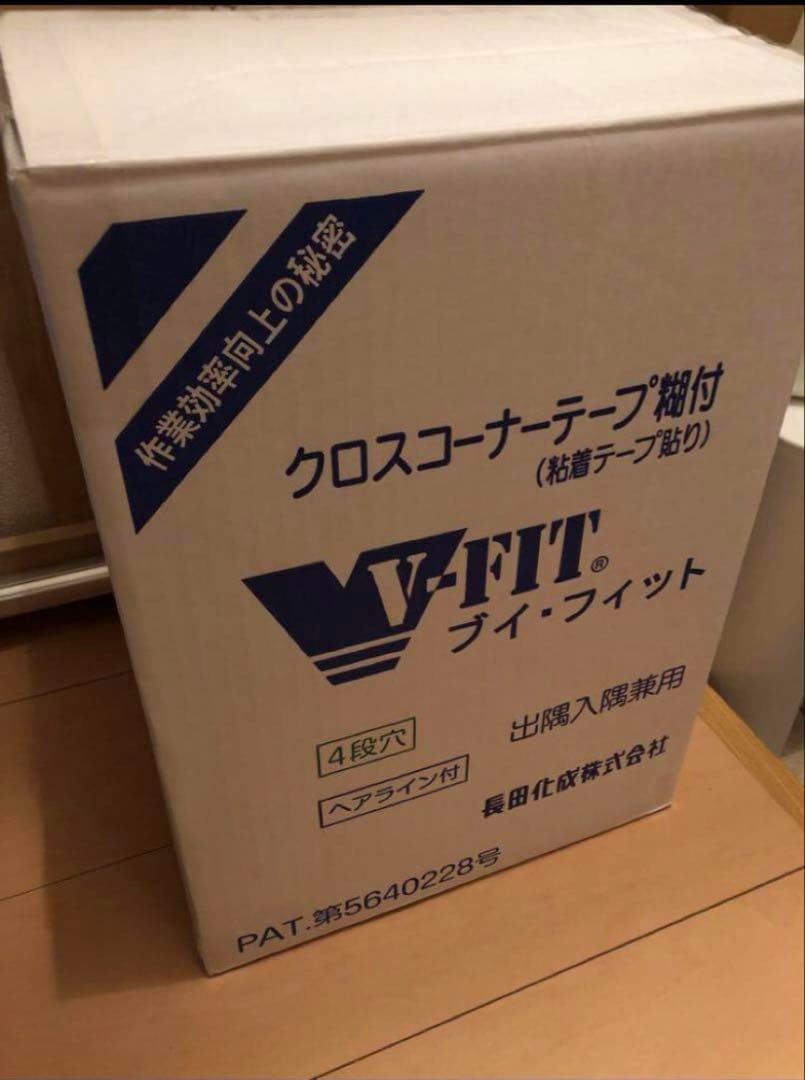 作業効率向上の秘密
クロスコーナーテープ糊付
(粘着テープ貼り)
V-FIT®
ブイ・フィット
出隅入隅兼用
4段穴
ヘアライン付
長田化成株式会社
PAT.第5640228号